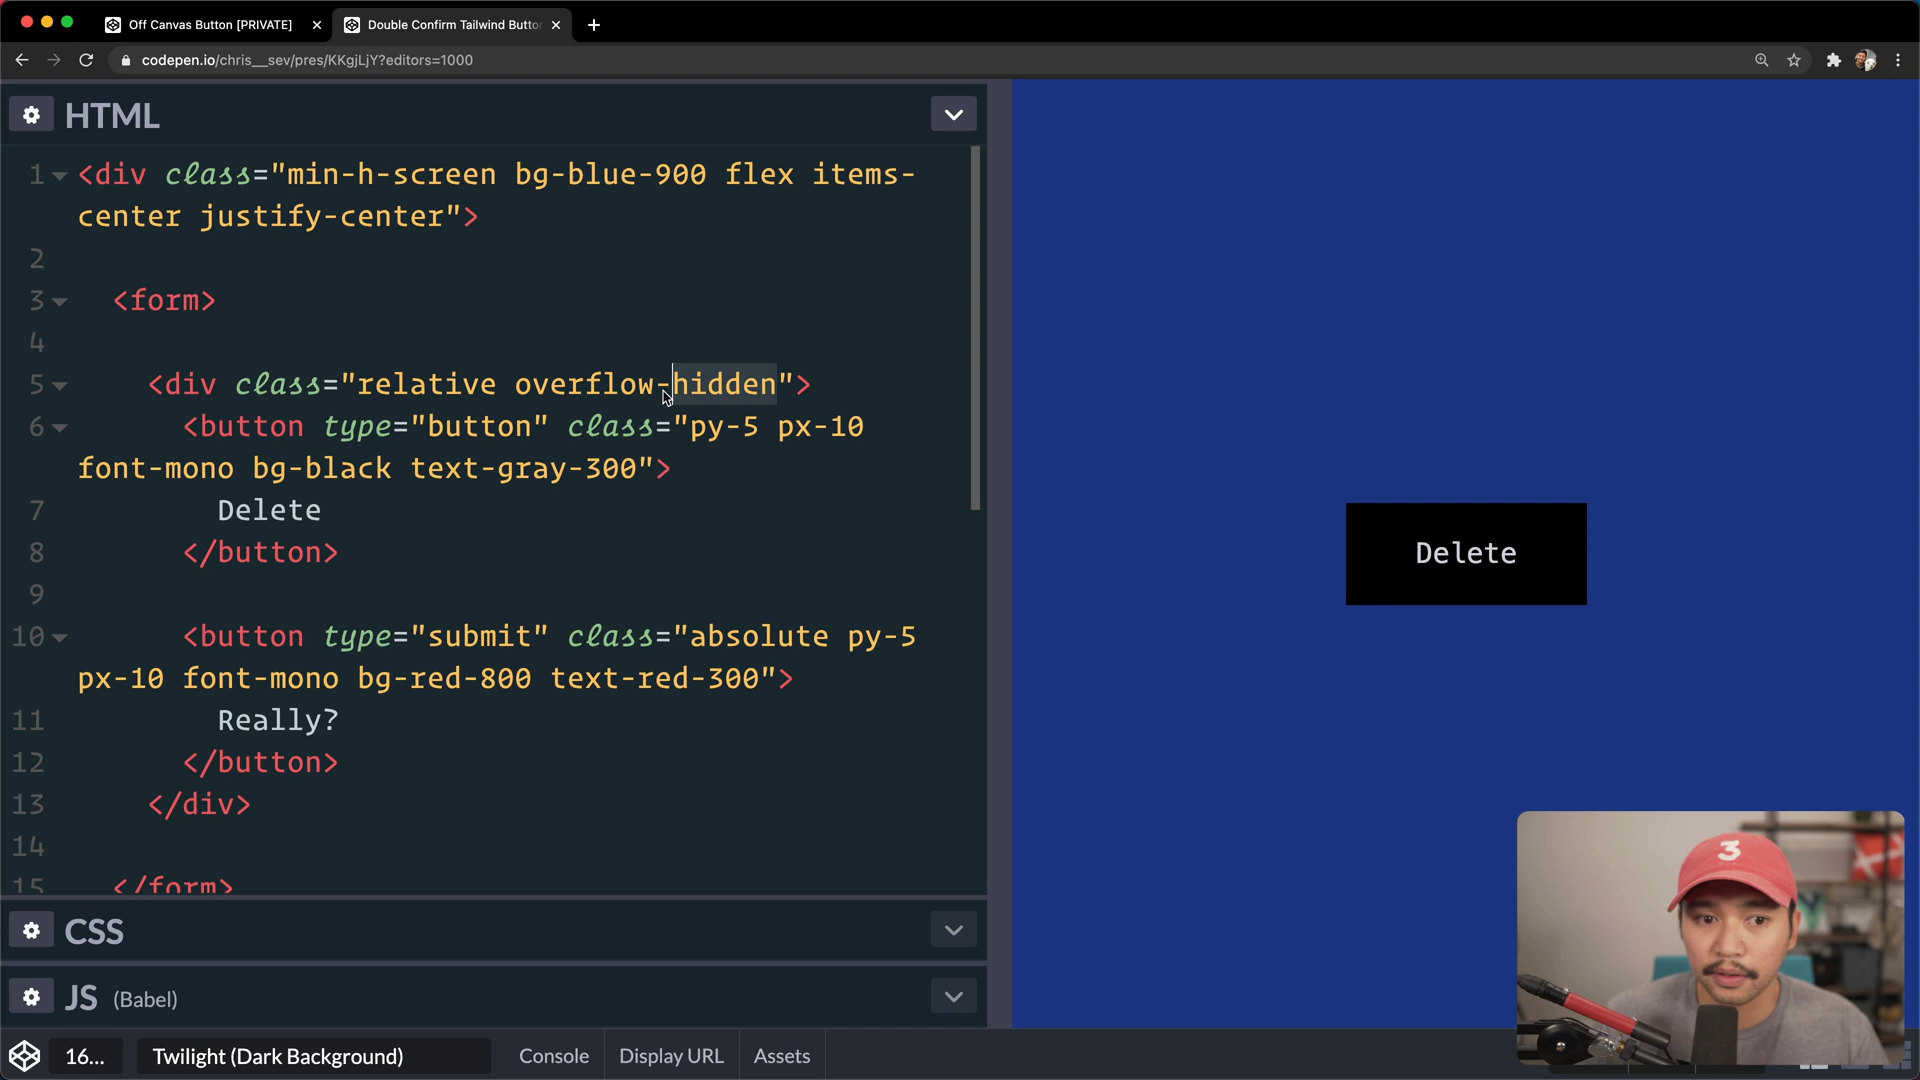 Off Canvas Button [PRIVATE]
Double Confirm Tailwind Butto
codepen.io/chris__sev/pres/KKgjLjY?editors=1000
HTML
1 <div class="min-h-screen bg-blue-900 flex items-
center justify-center">
2
3 <form>
4
5 <div class="relative overflow-hidden">
6 <button type="button" class="py-5 px-10
font-mono bg-black text-gray-300">
7 Delete
8 </button>
9
10 <button type="submit" class="absolute py-5
px-10 font-mono bg-red-800 text-red-300">
11 Really?
12 </button>
13 </div>
14
15 </form>
Delete
3
CSS
JS (Babel)
16...
Twilight (Dark Background)
Console
Display URL
Assets